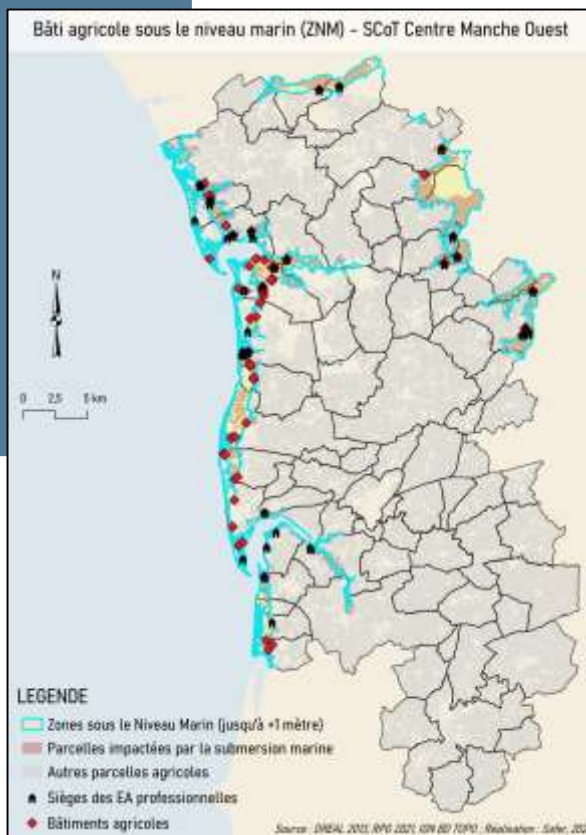 Bâti agricole sous le niveau marin (ZNM) - SCoT Centre Manche Ouest
N
0 2,5 5 km
LEGENDE
Zones sous le Niveau Marin (jusqu'à +1 mètre)
Parcelles impactées par la submersion marine
Autres parcelles agricoles
Sièges des EA professionnelles
Bâtiments agricoles
Source : DREAL 2013, RPG 2021, IGN BD TOPO - Réalisation : Safer,